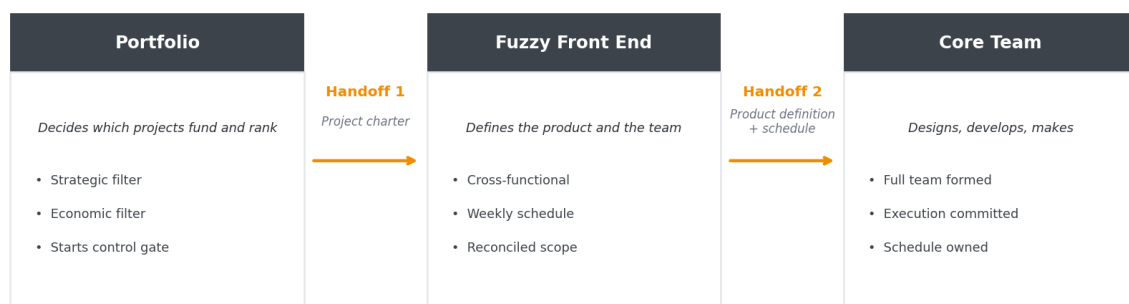 Portfolio
Decides which projects fund and rank
• Strategic filter
• Economic filter
• Starts control gate
Handoff 1
Project charter
Fuzzy Front End
Defines the product and the team
• Cross-functional
• Weekly schedule
• Reconciled scope
Handoff 2
Product definition
+ schedule
Core Team
Designs, develops, makes
• Full team formed
• Execution committed
• Schedule owned